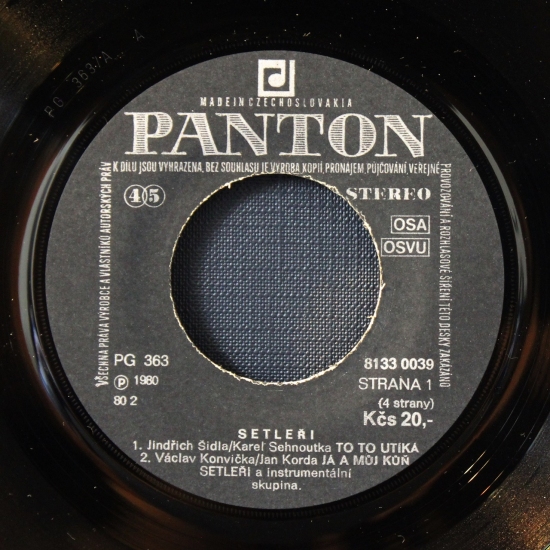 PG 3637A A
MADE IN CZECHOSLOVAKIA
PANTON
VŠECHNA PRÁVA VÝROBCE A VLASTNÍKŮ AUTORSKÝCH PRÁV
K DÍLU JSOU VYHRAZENA. BEZ SOUHLASU JE VÝROBA KOPIÍ, PRONÁJEM, PŮJČOVÁNÍ, VEŘEJNÉ
PROVOZOVÁNÍ A ROZHLASOVÉ ŠÍŘENÍ TÉTO DESKY ZAKÁZÁNO
45
STEREO
OSA
OSVU
PG 363
Ⓟ 1980
80 2
8133 0039
STRANA 1
(4 strany)
Kčs 20,-
SETLEŘI
1. Jindřich Šidla/Karel Sehnoutka TO TO UTÍKÁ
2. Václav Konvička/Jan Korda JÁ A MŮJ KŮŇ
SETLEŘI a instrumentální
skupina.